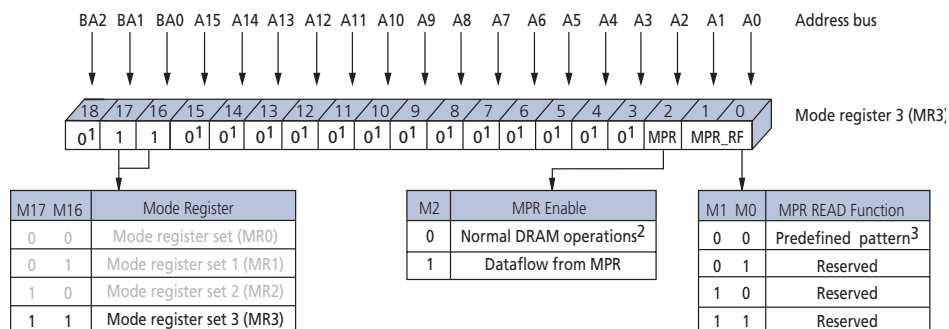 BA2 BA1 BA0 A15 A14 A13 A12 A11 A10 A9 A8 A7 A6 A5 A4 A3 A2 A1 A0 Address bus
18 17 16 15 14 13 12 11 10 9 8 7 6 5 4 3 2 1 0 Mode register 3 (MR3)
0¹ 1 1 0¹ 0¹ 0¹ 0¹ 0¹ 0¹ 0¹ 0¹ 0¹ 0¹ 0¹ 0¹ 0¹ MPR MPR_RF
M17 M16 Mode Register
0 0 Mode register set (MR0)
0 1 Mode register set 1 (MR1)
1 0 Mode register set 2 (MR2)
1 1 Mode register set 3 (MR3)
M2 MPR Enable
0 Normal DRAM operations²
1 Dataflow from MPR
M1 M0 MPR READ Function
0 0 Predefined pattern³
0 1 Reserved
1 0 Reserved
1 1 Reserved